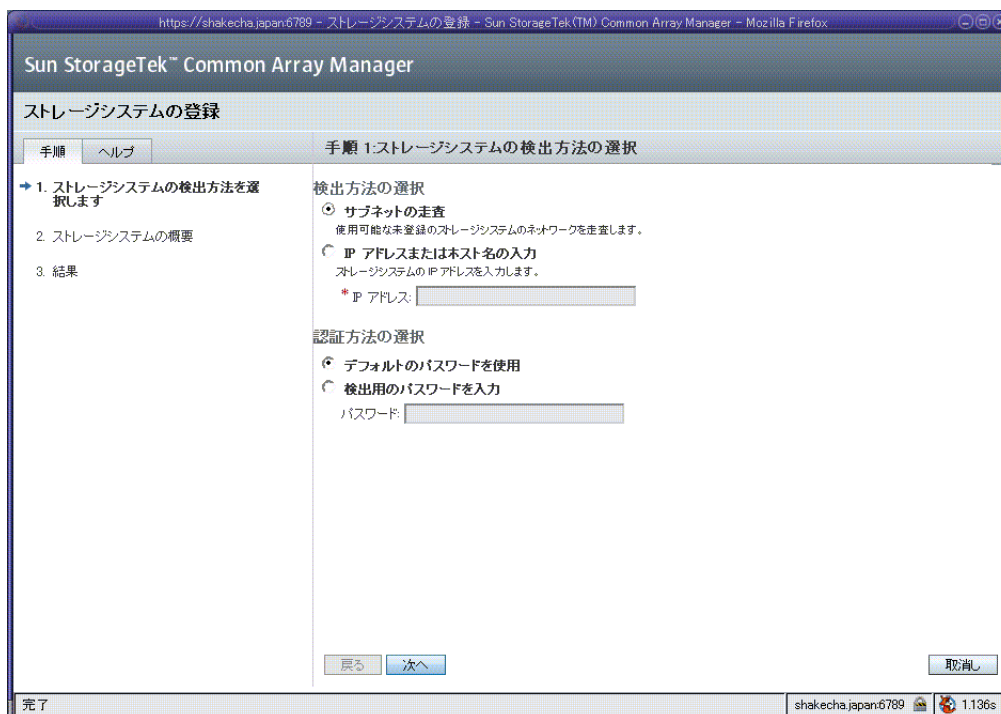 https://shakecha.japan:6789 - ストレージシステムの登録 - Sun StorageTek(TM) Common Array Manager - Mozilla Firefox
Sun StorageTek™ Common Array Manager
ストレージシステムの登録
手順 ヘルプ
手順 1:ストレージシステムの検出方法の選択
➔ 1. ストレージシステムの検出方法を選
択します
2. ストレージシステムの概要
3. 結果
検出方法の選択
サブネットの走査
使用可能な未登録のストレージシステムのネットワークを走査します。
IP アドレスまたはホスト名の入力
ストレージシステムの IP アドレスを入力します。
* IP アドレス:
認証方法の選択
デフォルトのパスワードを使用
検出用のパスワードを入力
パスワード:
戻る 次へ 取消し
完了 shakecha.japan:6789 1.136s